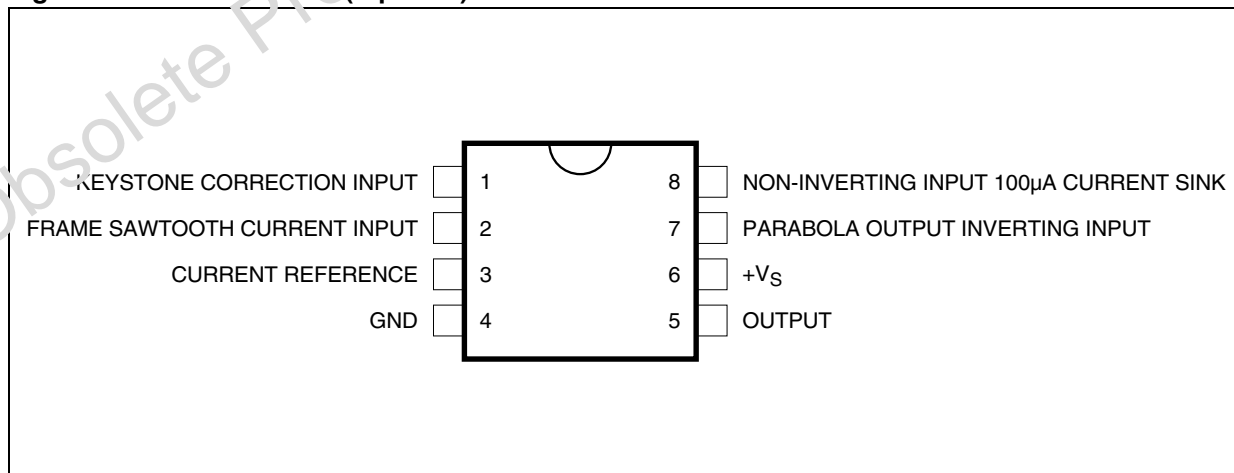 Obsolete
KEYSTONE CORRECTION INPUT 1
FRAME SAWTOOTH CURRENT INPUT 2
CURRENT REFERENCE 3
GND 4
8 NON-INVERTING INPUT 100µA CURRENT SINK
7 PARABOLA OUTPUT INVERTING INPUT
6 +VS
5 OUTPUT